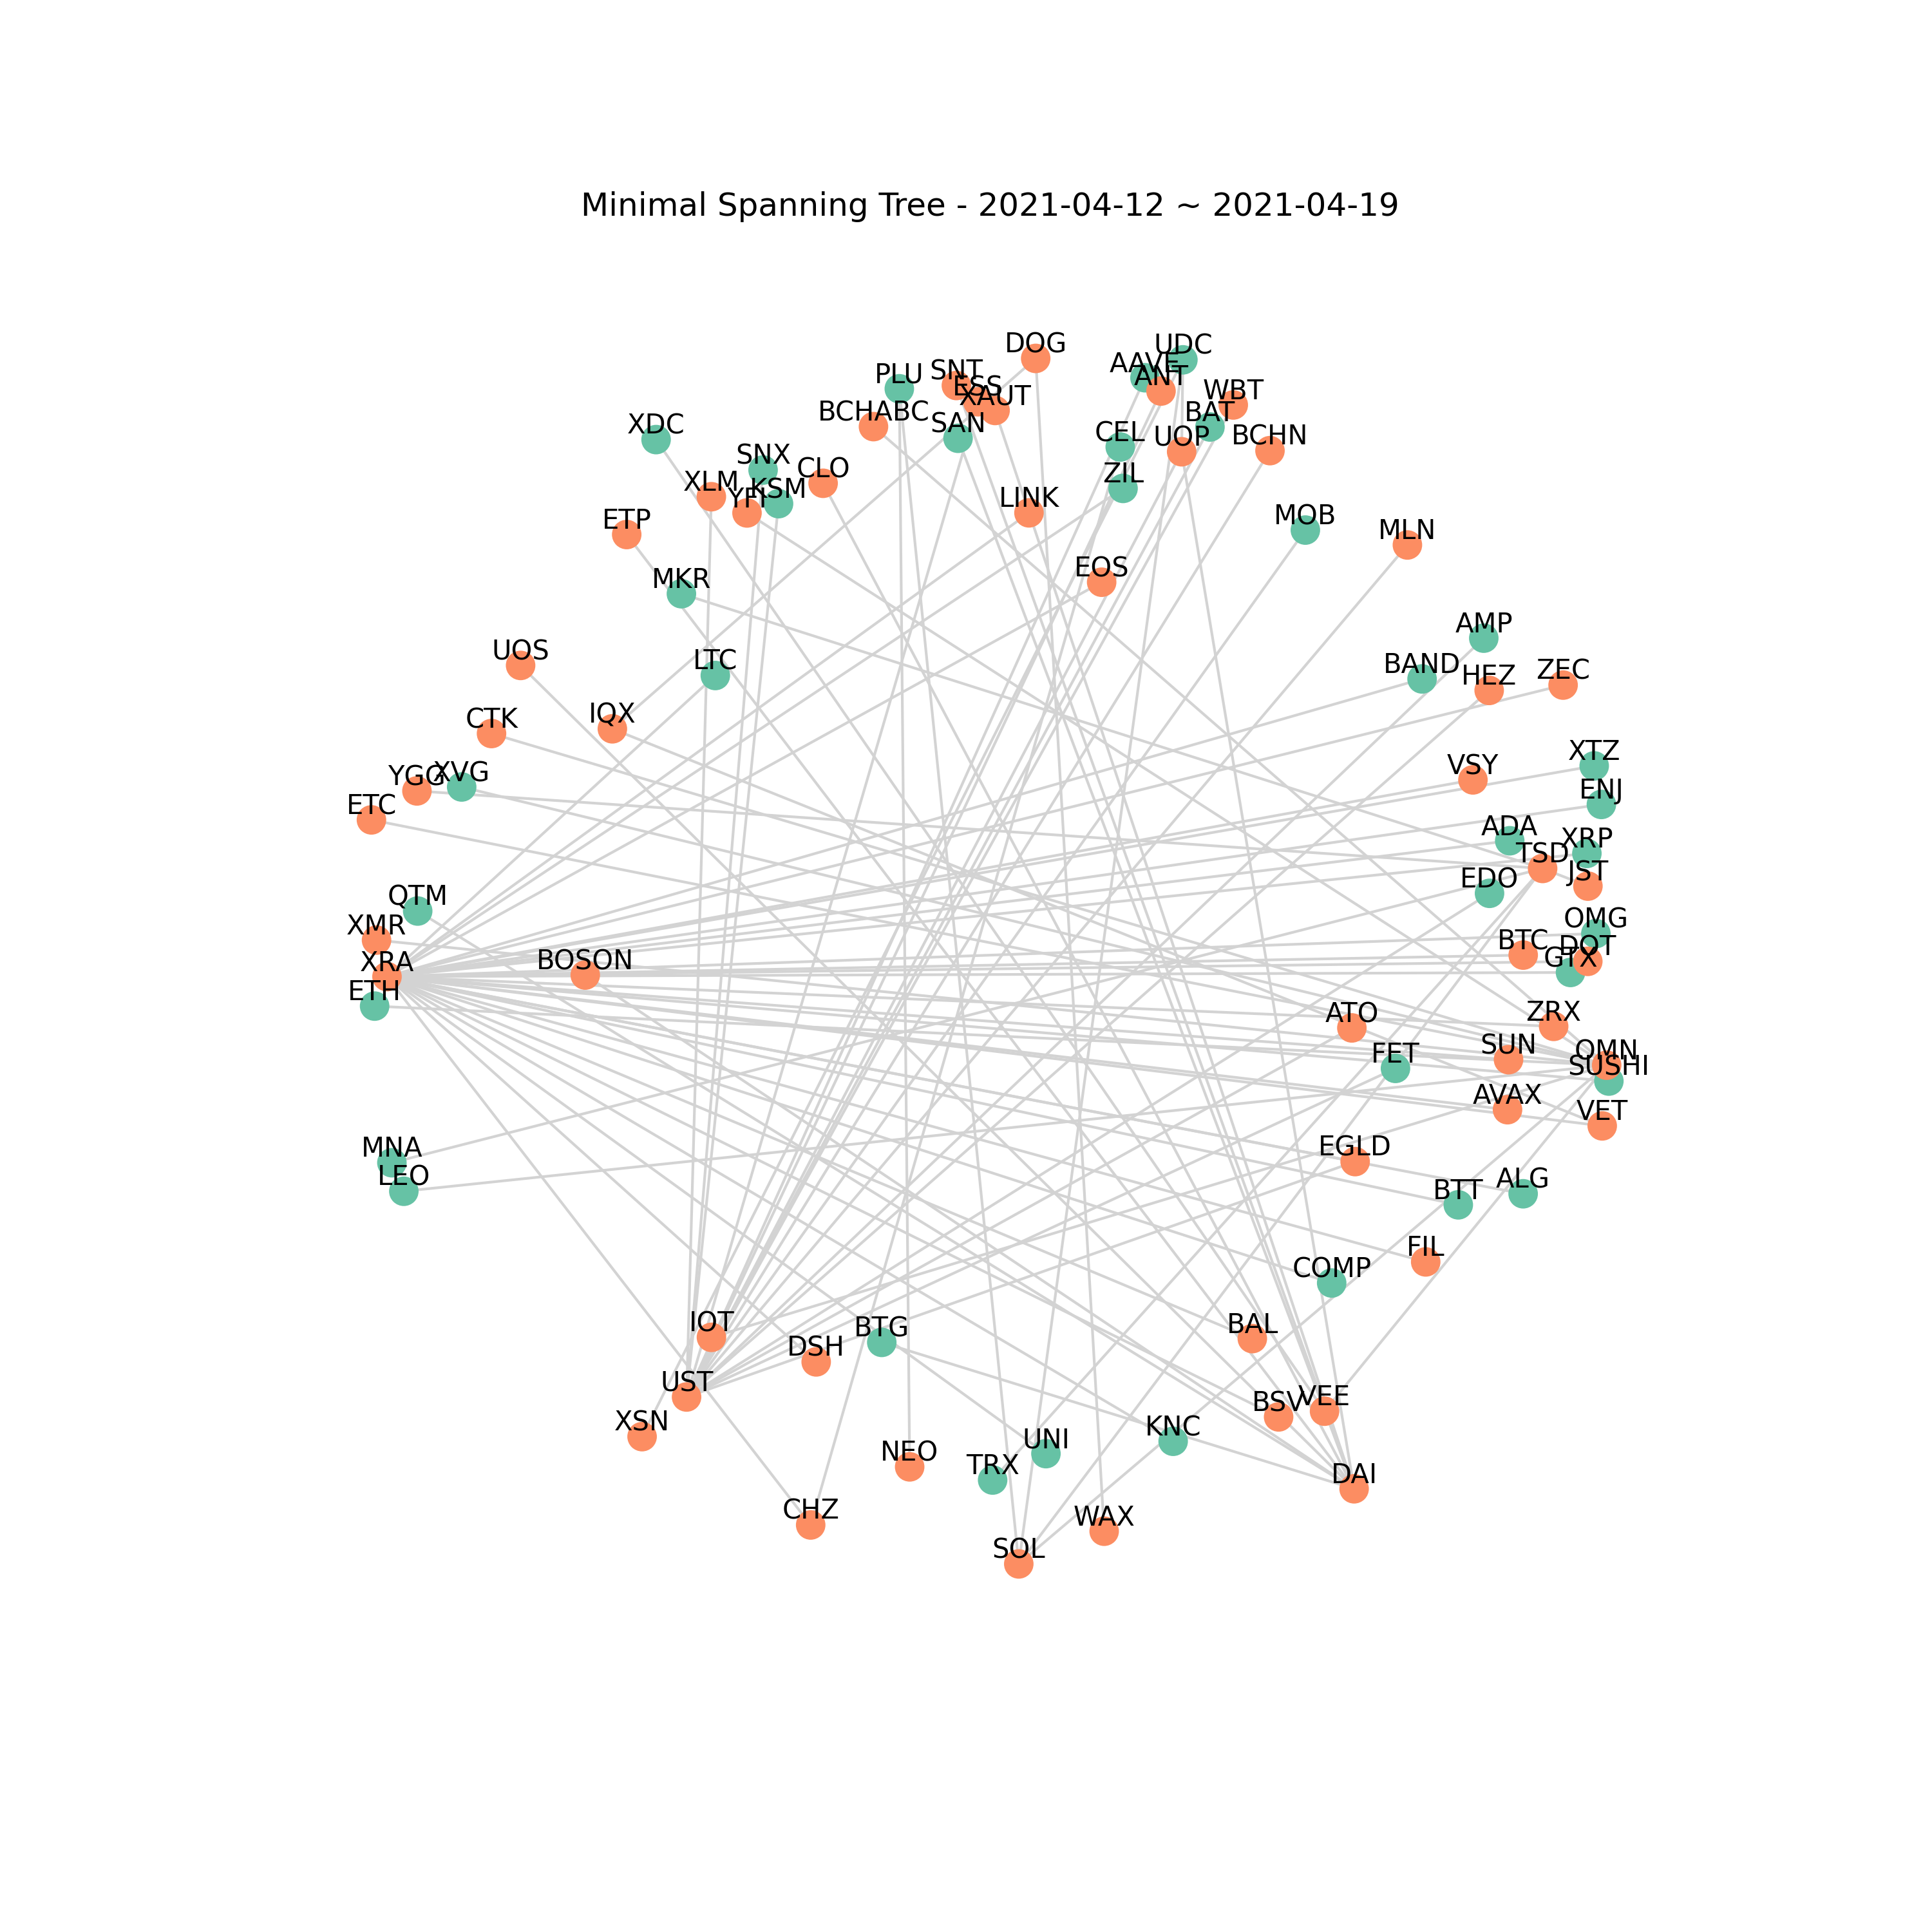 Minimal Spanning Tree - 2021-04-12 ~ 2021-04-19
DOG
UDC
AAVE
PLU
SNT
ANT
ESS
WBT
XAUT
BCHABC
BAT
XDC
SAN
CEL
UOP
BCHN
SNX
CLO
ZIL
XLM
KSM
YFI
LINK
ETP
MOB
MLN
EOS
MKR
AMP
UOS
LTC
BAND
HEZ
ZEC
CTK
IQX
XTZ
YGG
XVG
VSY
ENJ
ETC
ADA
XRP
TSD
JST
EDO
QTM
OMG
XMR
BTC
DOT
XRA
BOSON
GTX
ETH
ATO
ZRX
SUN
OMN
FET
SUSHI
AVAX
VET
MNA
EGLD
LEO
ALG
BTT
FIL
COMP
IOT
BTG
BAL
DSH
UST
VEE
BSV
XSN
KNC
UNI
NEO
TRX
DAI
CHZ
WAX
SOL